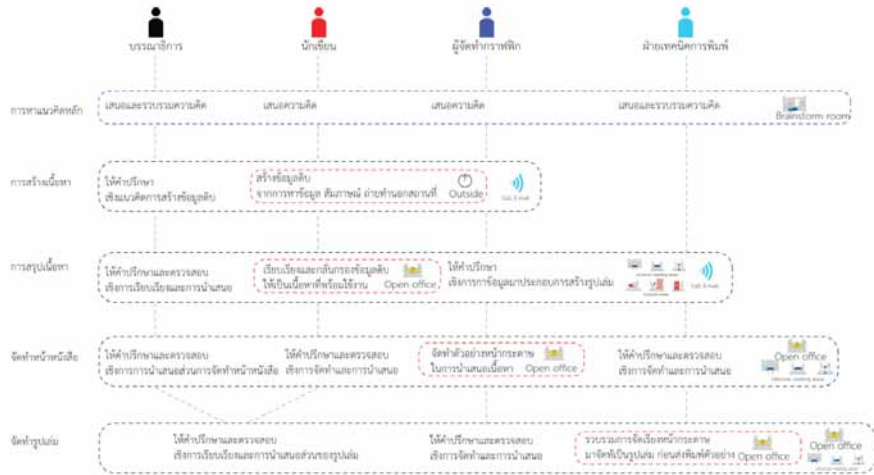 บรรณาธิการ
นักเขียน
ผู้จัดทำกราฟฟิก
ฝ่ายเทคนิคการพิมพ์
การหาแนวคิดหลัก
เสนอและรวบรวมความคิด
เสนอความคิด
เสนอความคิด
เสนอและรวบรวมความคิด
Brainstorm room
การสร้างเนื้อหา
ให้คำปรึกษา
เชิงแนวคิดการสร้างข้อมูลดิบ
สร้างข้อมูลดิบ
จากการหาข้อมูล สัมภาษณ์ ถ่ายทำนอกสถานที่
Outside
Call, E-mail
การสรุปเนื้อหา
ให้คำปรึกษาและตรวจสอบ
เชิงการเรียบเรียงและการนำเสนอ
เรียบเรียงและกลั่นกรองข้อมูลดิบ
ให้เป็นเนื้อหาที่พร้อมใช้งาน
Open office
ให้คำปรึกษา
เชิงการการข้อมูลมาประกอบการสร้างรูปเล่ม
Call, E-mail
จัดทำหน้าหนังสือ
ให้คำปรึกษาและตรวจสอบ
เชิงการการนำเสนอส่วนการจัดทำหน้าหนังสือ
ให้คำปรึกษาและตรวจสอบ
เชิงการจัดทำและการนำเสนอ
จัดทำตัวอย่างหน้ากระดาษ
ในการนำเสนอเนื้อหา
Open office
ให้คำปรึกษาและตรวจสอบ
เชิงการจัดทำและการนำเสนอ
Open office
จัดทำรูปเล่ม
ให้คำปรึกษาและตรวจสอบ
เชิงการเรียบเรียงและการนำเสนอส่วนของรูปเล่ม
ให้คำปรึกษาและตรวจสอบ
เชิงการจัดทำและการนำเสนอ
รวบรวมการจัดเรียงหน้ากระดาษ
มาจัดทำเป็นรูปเล่ม ก่อนส่งพิมพ์ตัวอย่าง
Open office
Open office